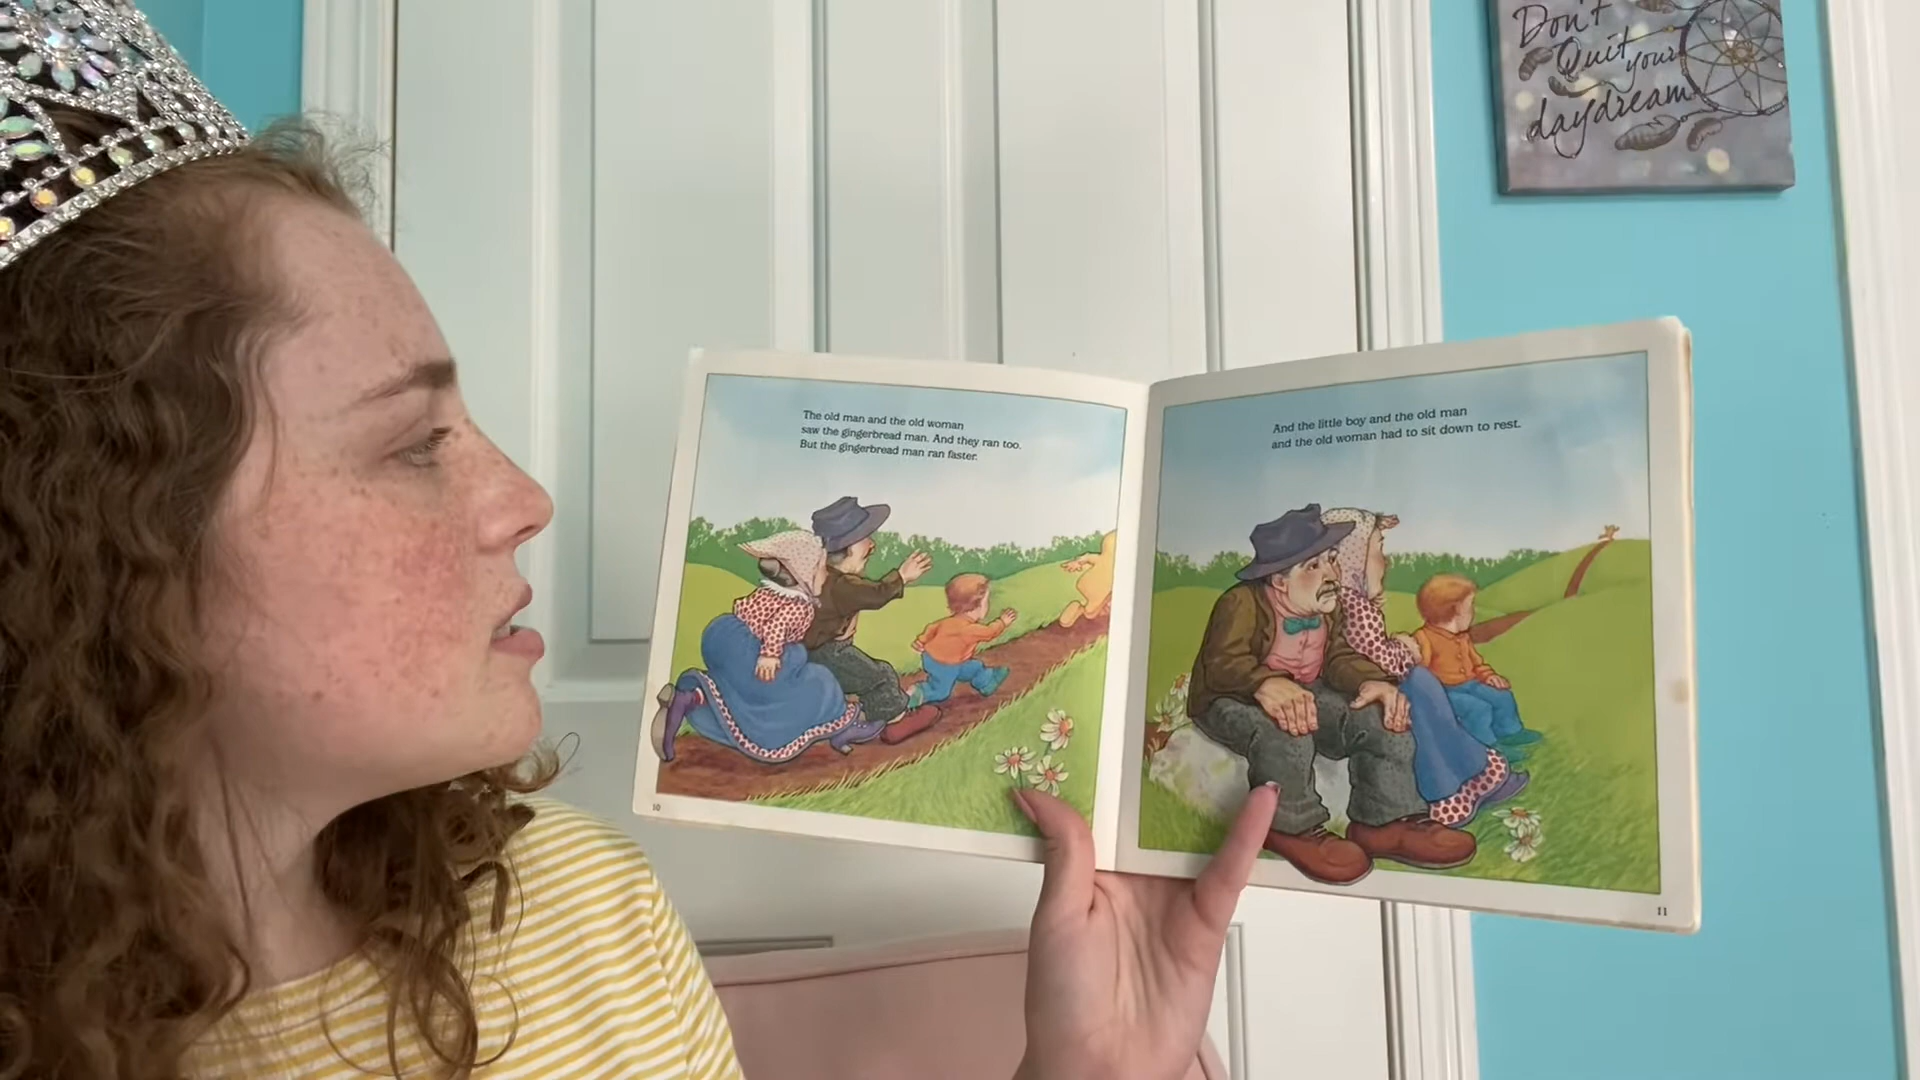 Don't
Quit your
daydream
The old man and the old woman
saw the gingerbread man. And they ran too.
But the gingerbread man ran faster.
10
And the little boy and the old man
and the old woman had to sit down to rest.
11